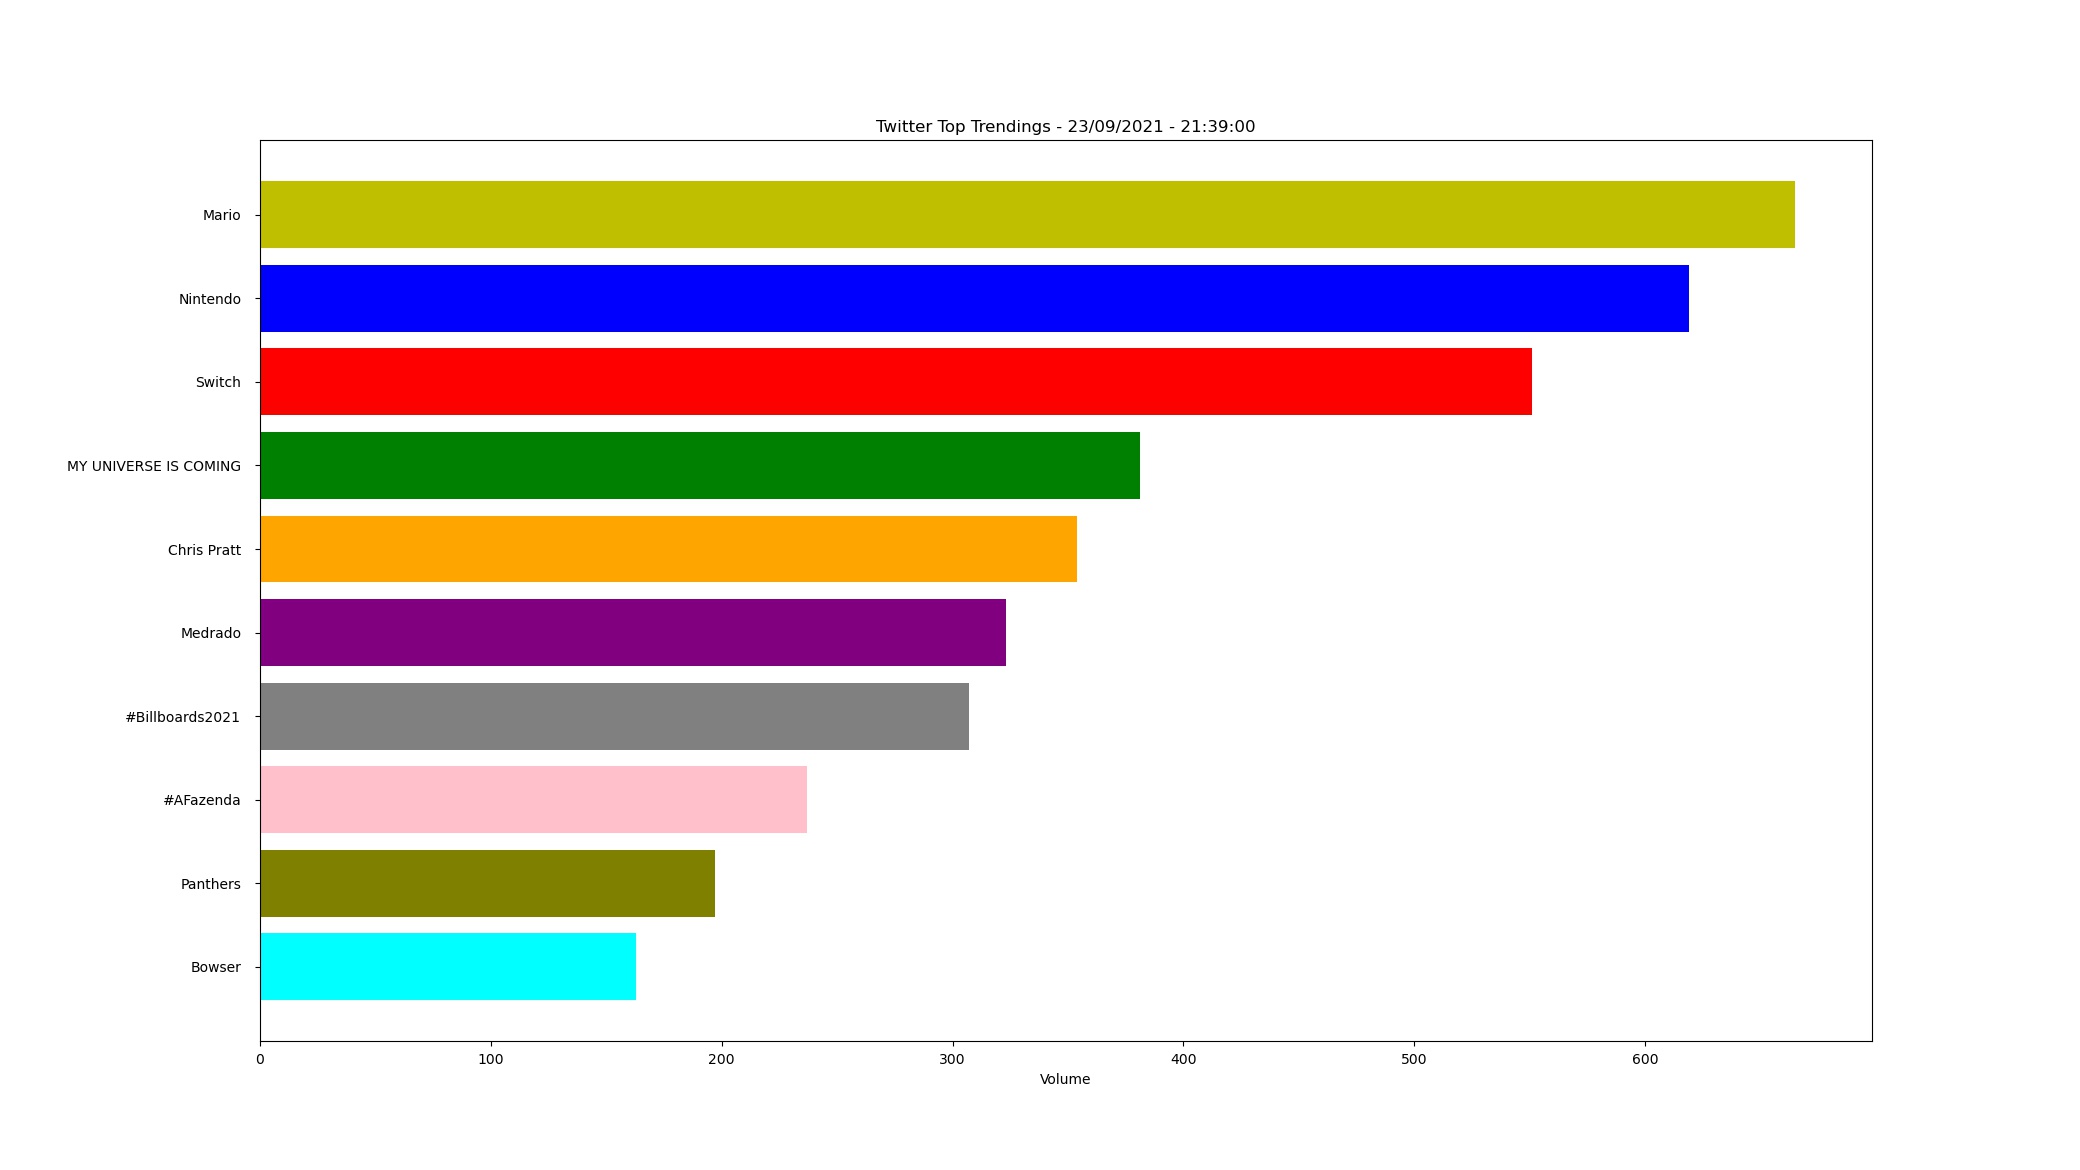 Twitter Top Trendings - 23/09/2021 - 21:39:00
Mario
Nintendo
Switch
MY UNIVERSE IS COMING
Chris Pratt
Medrado
#Billboards2021
#AFazenda
Panthers
Bowser
0 100 200 300 400 500 600
Volume